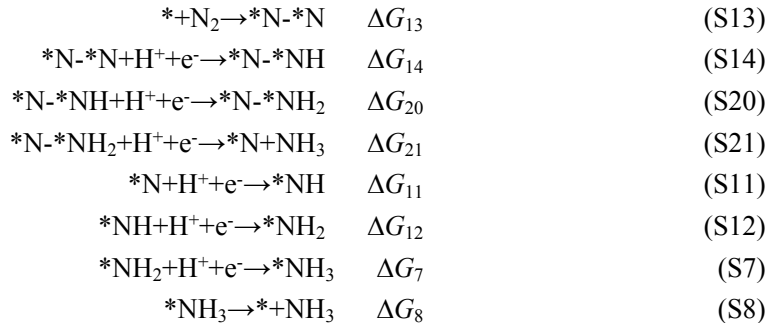 *+N₂→*N-*N ΔG₁₃ (S13)
*N-*N+H⁺+e⁻→*N-*NH ΔG₁₄ (S14)
*N-*NH+H⁺+e⁻→*N-*NH₂ ΔG₂₀ (S20)
*N-*NH₂+H⁺+e⁻→*N+NH₃ ΔG₂₁ (S21)
*N+H⁺+e⁻→*NH ΔG₁₁ (S11)
*NH+H⁺+e⁻→*NH₂ ΔG₁₂ (S12)
*NH₂+H⁺+e⁻→*NH₃ ΔG₇ (S7)
*NH₃→*+NH₃ ΔG₈ (S8)